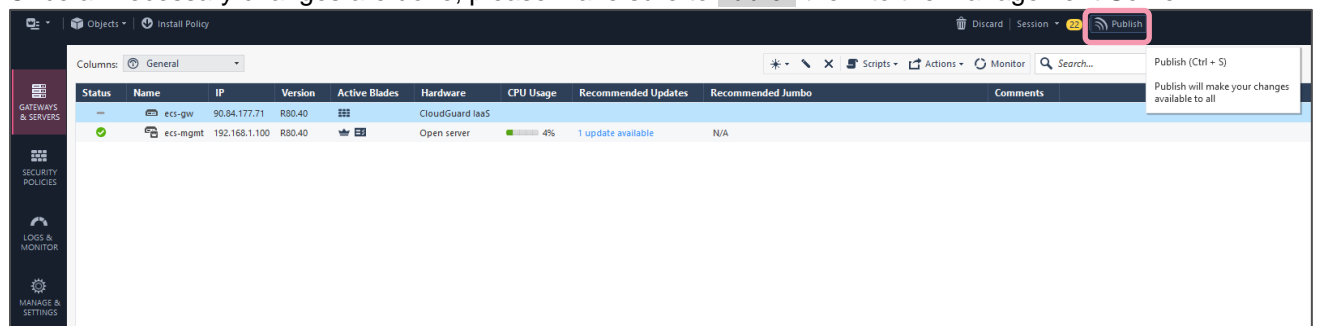 Objects
Install Policy
Discard
Session
22
Publish
Columns:
General
Scripts
Actions
Monitor
Search...
Publish (Ctrl + S)
Publish will make your changes
available to all
GATEWAYS
& SERVERS
SECURITY
POLICIES
LOGS &
MONITOR
MANAGE &
SETTINGS
Status Name IP Version Active Blades Hardware CPU Usage Recommended Updates Recommended Jumbo Comments
ecs-gw 90.84.177.71 R80.40 CloudGuard IaaS
ecs-mgmt 192.168.1.100 R80.40 Open server 4% 1 update available N/A